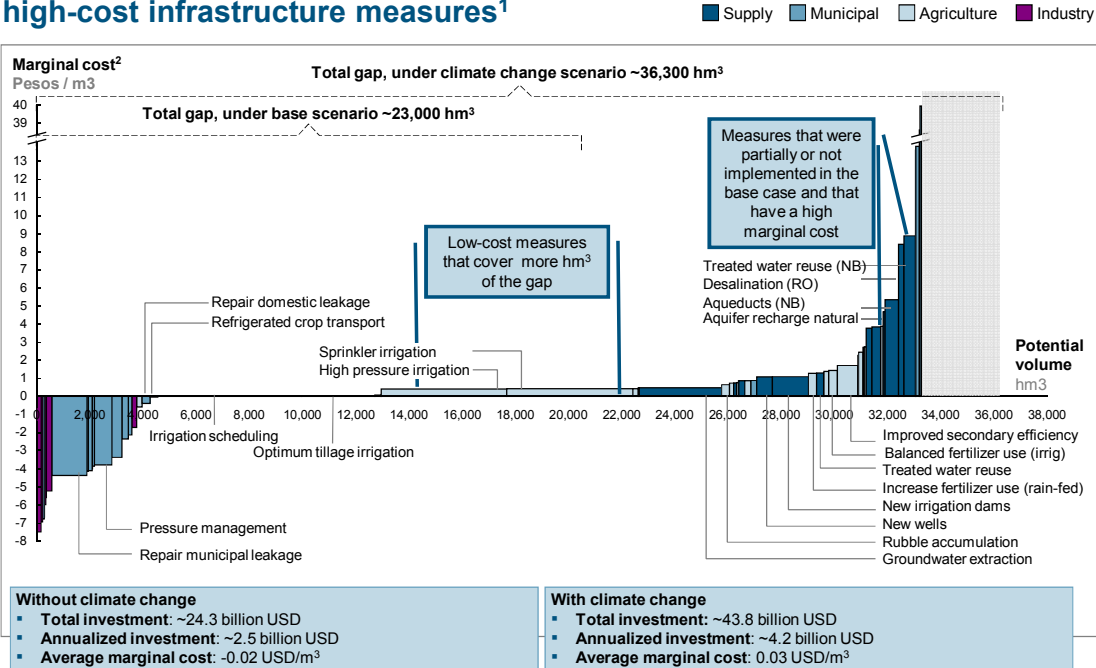 high-cost infrastructure measures¹
Supply Municipal Agriculture Industry
Marginal cost²
Pesos / m3
Total gap, under climate change scenario ~36,300 hm³
Total gap, under base scenario ~23,000 hm³
40
39
13
12
11
10
9
8
7
6
5
4
3
2
1
0
-1
-2
-3
-4
-5
-6
-7
-8
Measures that were
partially or not
implemented in the
base case and that
have a high
marginal cost
Low-cost measures
that cover more hm³
of the gap
Treated water reuse (NB)
Desalination (RO)
Aqueducts (NB)
Aquifer recharge natural
Repair domestic leakage
Refrigerated crop transport
Sprinkler irrigation
High pressure irrigation
Potential
volume
hm3
0 2,000 4,000 6,000 8,000 10,000 12,000 14,000 16,000 18,000 20,000 22,000 24,000 26,000 28,000 30,000 32,000 34,000 36,000 38,000
Irrigation scheduling
Optimum tillage irrigation
Pressure management
Repair municipal leakage
Improved secondary efficiency
Balanced fertilizer use (irrig)
Treated water reuse
Increase fertilizer use (rain-fed)
New irrigation dams
New wells
Rubble accumulation
Groundwater extraction
Without climate change
▪ Total investment: ~24.3 billion USD
▪ Annualized investment: ~2.5 billion USD
▪ Average marginal cost: -0.02 USD/m³
With climate change
▪ Total investment: ~43.8 billion USD
▪ Annualized investment: ~4.2 billion USD
▪ Average marginal cost: 0.03 USD/m³